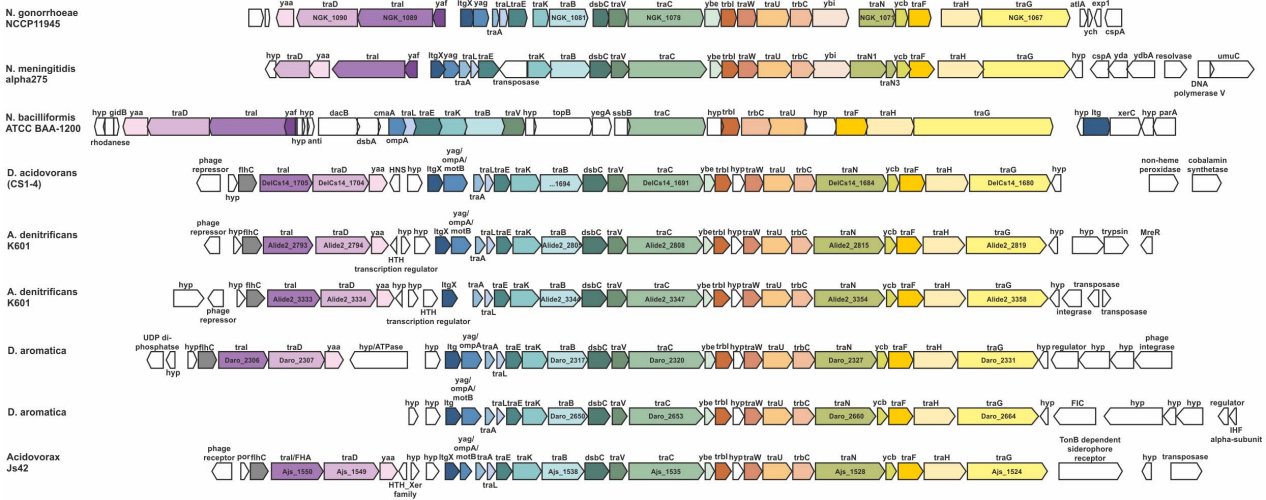 N. gonorrhoeae
NCCP11945
yaa traD traI yaf ltgX yag traL traE traK traB dsbC traV traC ybe trbI traW traU trbC ybi traN ycb traF traH traG atlA exp1
NGK_1090 NGK_1089 NGK_1081 NGK_1078 NGK_1071 NGK_1067
traA ych cspA
N. meningitidis
alpha275
hyp traD yaa traI yaf ltgX yag traL traE traK traB dsbC traV traC ybe trbI traW traU trbC ybi traN1 ycb traF traH traG hyp cspA yda ydbA resolvase umuC
traA transposase traN3 DNA
polymerase V
N. bacilliformis
ATCC BAA-1200
hyp gidB yaa traD traI yaf hyp dacB cmaA traL traE traK traB traV hyp topB yegA ssbB traC hyp trbI trbC traU hyp traF traH traG hyp ltg xerC hyp parA
rhodanese hyp anti dsbA ompA
D. acidovorans
(CS1-4)
phage
repressor flhC traI traD yaa HNS hyp ltgX yag/
ompA/
motB traL traE traK traB dsbC traV traC ybe trbI hyp traW traU trbC traN ycb traF traH traG hyp non-heme
peroxidase cobalamin
synthetase
DelCs14_1705 DelCs14_1704 ...1694 DelCs14_1691 DelCs14_1684 DelCs14_1680
hyp traA
A. denitrificans
K601
phage
repressor hyp flhC traI traD yaa hyp hyp ltgX yag/
ompA/
motB traL traE traK traB dsbC traV traC ybe trbI hyp traW traU trbC traN ycb traF traH traG hyp hyp trypsin MreR
Alide2_2793 Alide2_2794 Alide2_2805 Alide2_2808 Alide2_2815 Alide2_2819
HTH
transcription regulator traA
A. denitrificans
K601
hyp hyp flhC traI traD yaa hyp hyp ltgX traA traE traK traB dsbC traV traC ybe trbI hyp traW traU trbC traN ycb traF traH traG hyp transposase
Alide2_3333 Alide2_3334 Alide2_3344 Alide2_3347 Alide2_3354 Alide2_3358
phage
repressor HTH
transcription regulator traL integrase transposase
D. aromatica
UDP di-
phosphatse hyp flhC traI traD yaa hyp/ATPase hyp ltg yag/
ompA traA traE traK traB dsbC traV traC ybe trbI hyp traW traU trbC traN ycb traF traH traG hyp regulator hyp hyp phage
integrase
Daro_2306 Daro_2307 Daro_2317 Daro_2320 Daro_2327 Daro_2331
hyp traL
D. aromatica
hyp hyp ltg yag/
ompA/
motB traL traE traK traB dsbC traV traC ybe trbI hyp traW traU trbC traN ycb traF traH traG hyp FIC hyp hyp hyp regulator
Daro_2650 Daro_2653 Daro_2660 Daro_2664
traA IHF
alpha-subunit
Acidovorax
Js42
phage
receptor por flhC traI/FHA traD yaa hyp hyp ltgX yag/
ompA/
motB traA traE traK traB dsbC traV traC ybe trbI hyp traW traU trbC traN ycb traF traH traG TonB dependent
siderophore
receptor hyp transposase
Ajs_1550 Ajs_1549 Ajs_1538 Ajs_1535 Ajs_1528 Ajs_1524
HTH_Xer
family hyp traL